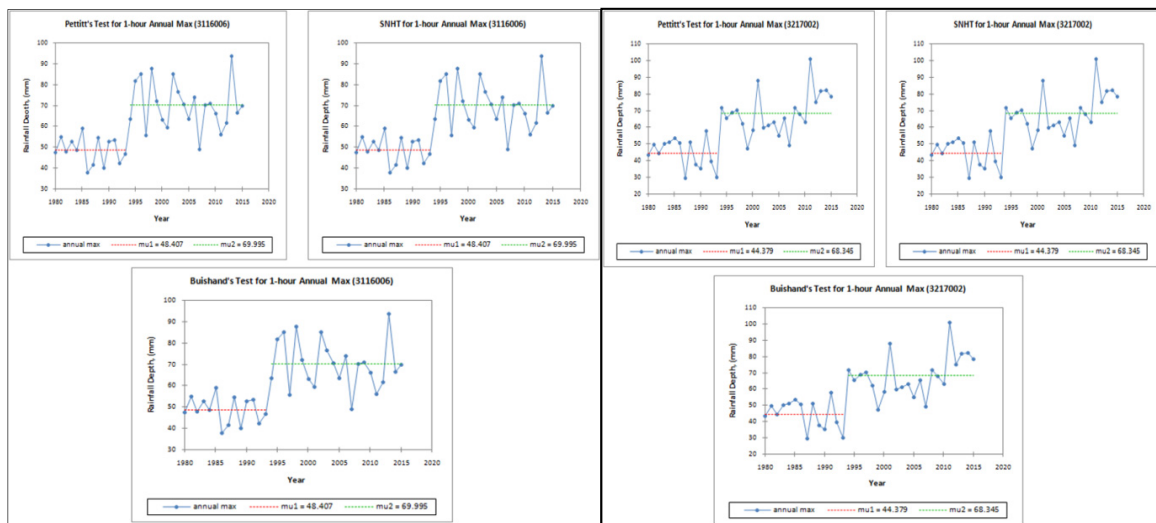 Pettitt's Test for 1-hour Annual Max (3116006)
Rainfall Depth, (mm)
100
90
80
70
60
50
40
30
1980 1985 1990 1995 2000 2005 2010 2015 2020
Year
annual max mu1 = 48.407 mu2 = 69.995
SNHT for 1-hour Annual Max (3116006)
Rainfall Depth, (mm)
100
90
80
70
60
50
40
30
1980 1985 1990 1995 2000 2005 2010 2015 2020
Year
annual max mu1 = 48.407 mu2 = 69.995
Buishand's Test for 1-hour Annual Max (3116006)
Rainfall Depth, (mm)
100
90
80
70
60
50
40
30
1980 1985 1990 1995 2000 2005 2010 2015 2020
Year
annual max mu1 = 48.407 mu2 = 69.995
Pettitt's Test for 1-hour Annual Max (3217002)
Rainfall Depth, (mm)
110
100
90
80
70
60
50
40
30
20
1980 1985 1990 1995 2000 2005 2010 2015 2020
Year
annual max mu1 = 44.379 mu2 = 68.345
SNHT for 1-hour Annual Max (3217002)
Rainfall Depth, (mm)
110
100
90
80
70
60
50
40
30
20
1980 1985 1990 1995 2000 2005 2010 2015 2020
Year
annual max mu1 = 44.379 mu2 = 68.345
Buishand's Test for 1-hour Annual Max (3217002)
Rainfall Depth, (mm)
110
100
90
80
70
60
50
40
30
20
1980 1985 1990 1995 2000 2005 2010 2015 2020
Year
annual max mu1 = 44.379 mu2 = 68.345